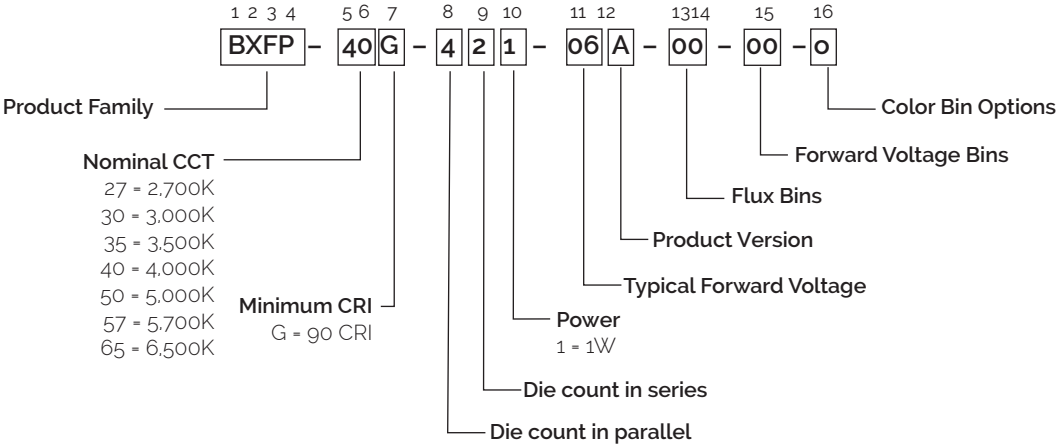 1 2 3 4 5 6 7 8 9 10 11 12 1314 15 16
BXFP - 40 G - 4 2 1 - 06 A - 00 - 00 - 0
Product Family
Color Bin Options
Nominal CCT
27 = 2,700K
30 = 3,000K
35 = 3,500K
40 = 4,000K
50 = 5,000K
57 = 5,700K
65 = 6,500K
Forward Voltage Bins
Flux Bins
Product Version
Typical Forward Voltage
Minimum CRI
G = 90 CRI
Power
1 = 1W
Die count in series
Die count in parallel